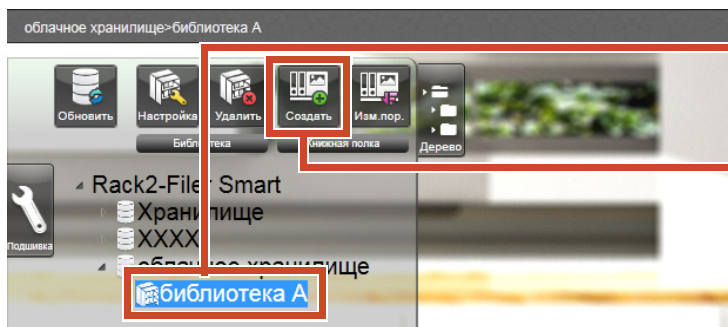 облачное хранилище>библиотека А
Обновить
Настройка
Удалить
Создать
Изм.пор.
Библиотека
Книжная полка
Дерево
Подшивка
Rack2-Filer Smart
Хранилище
XXXX
облачное хранилище
библиотека А